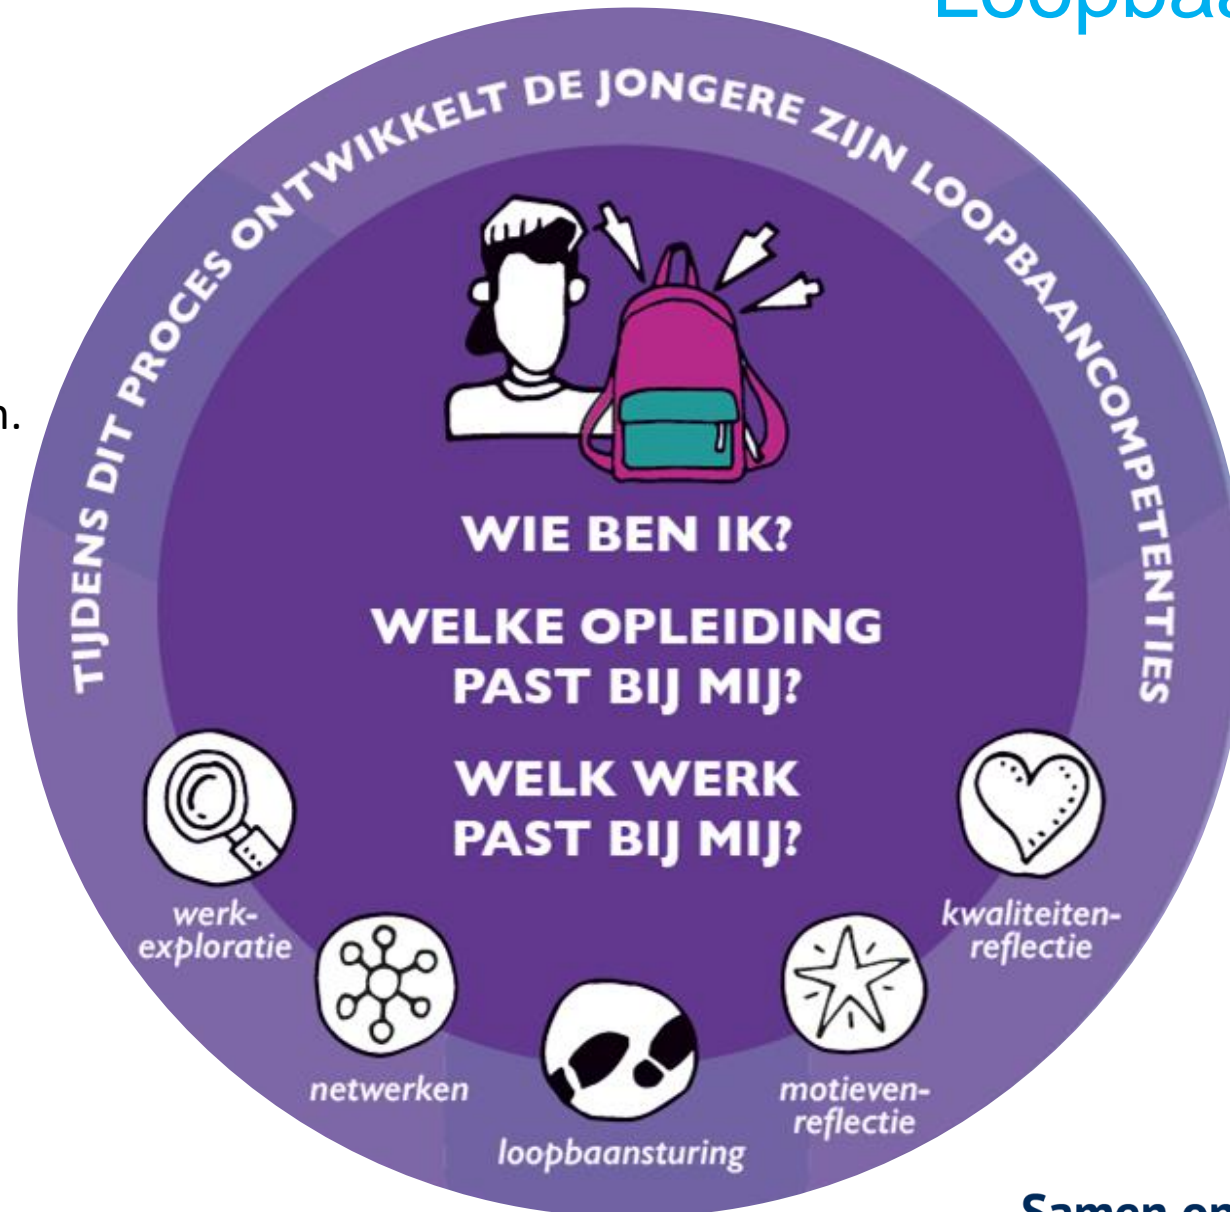 TIJDENS DIT PROCES ONTWIKKELT DE JONGERE ZIJN LOOPBAANCOMPETENTIES
WIE BEN IK?
WELKE OPLEIDING
PAST BIJ MIJ?
WELK WERK
PAST BIJ MIJ?
werk-
exploratie
netwerken
loopbaansturing
motieven-
reflectie
kwaliteiten-
reflectie
Samen